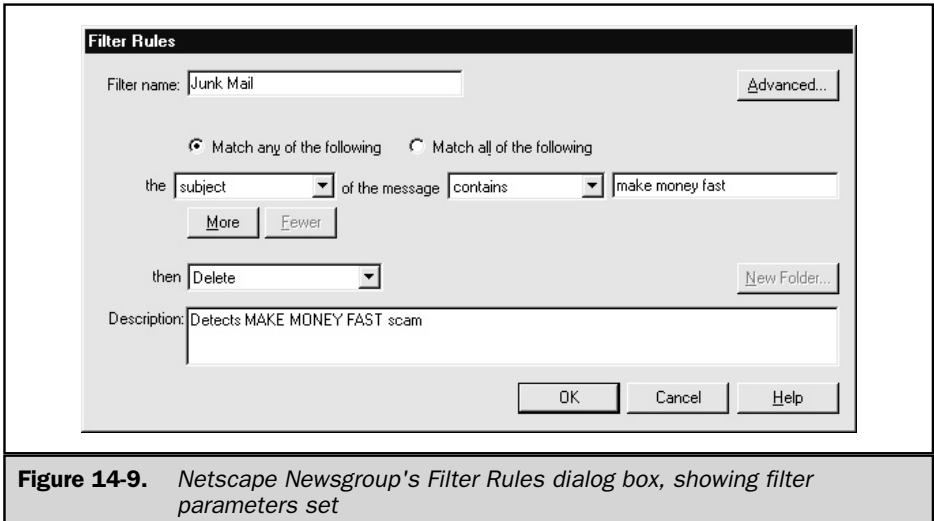 Filter Rules
Filter name: Junk Mail Advanced...
Match any of the following Match all of the following
the subject of the message contains make money fast
More Fewer
then Delete New Folder...
Description: Detects MAKE MONEY FAST scam
OK Cancel Help
Figure 14-9. Netscape Newsgroup's Filter Rules dialog box, showing filter
parameters set